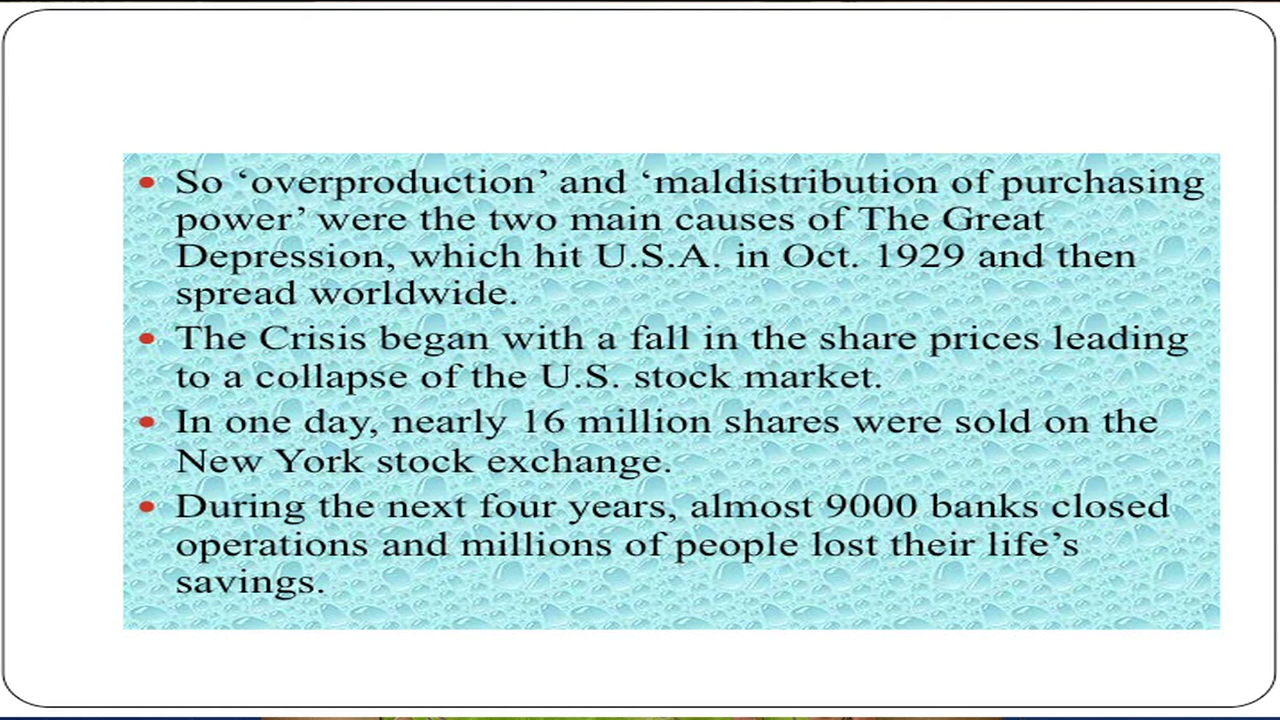 • So ‘overproduction’ and ‘maldistribution of purchasing
power’ were the two main causes of The Great
Depression, which hit U.S.A. in Oct. 1929 and then
spread worldwide.
• The Crisis began with a fall in the share prices leading
to a collapse of the U.S. stock market.
• In one day, nearly 16 million shares were sold on the
New York stock exchange.
• During the next four years, almost 9000 banks closed
operations and millions of people lost their life’s
savings.